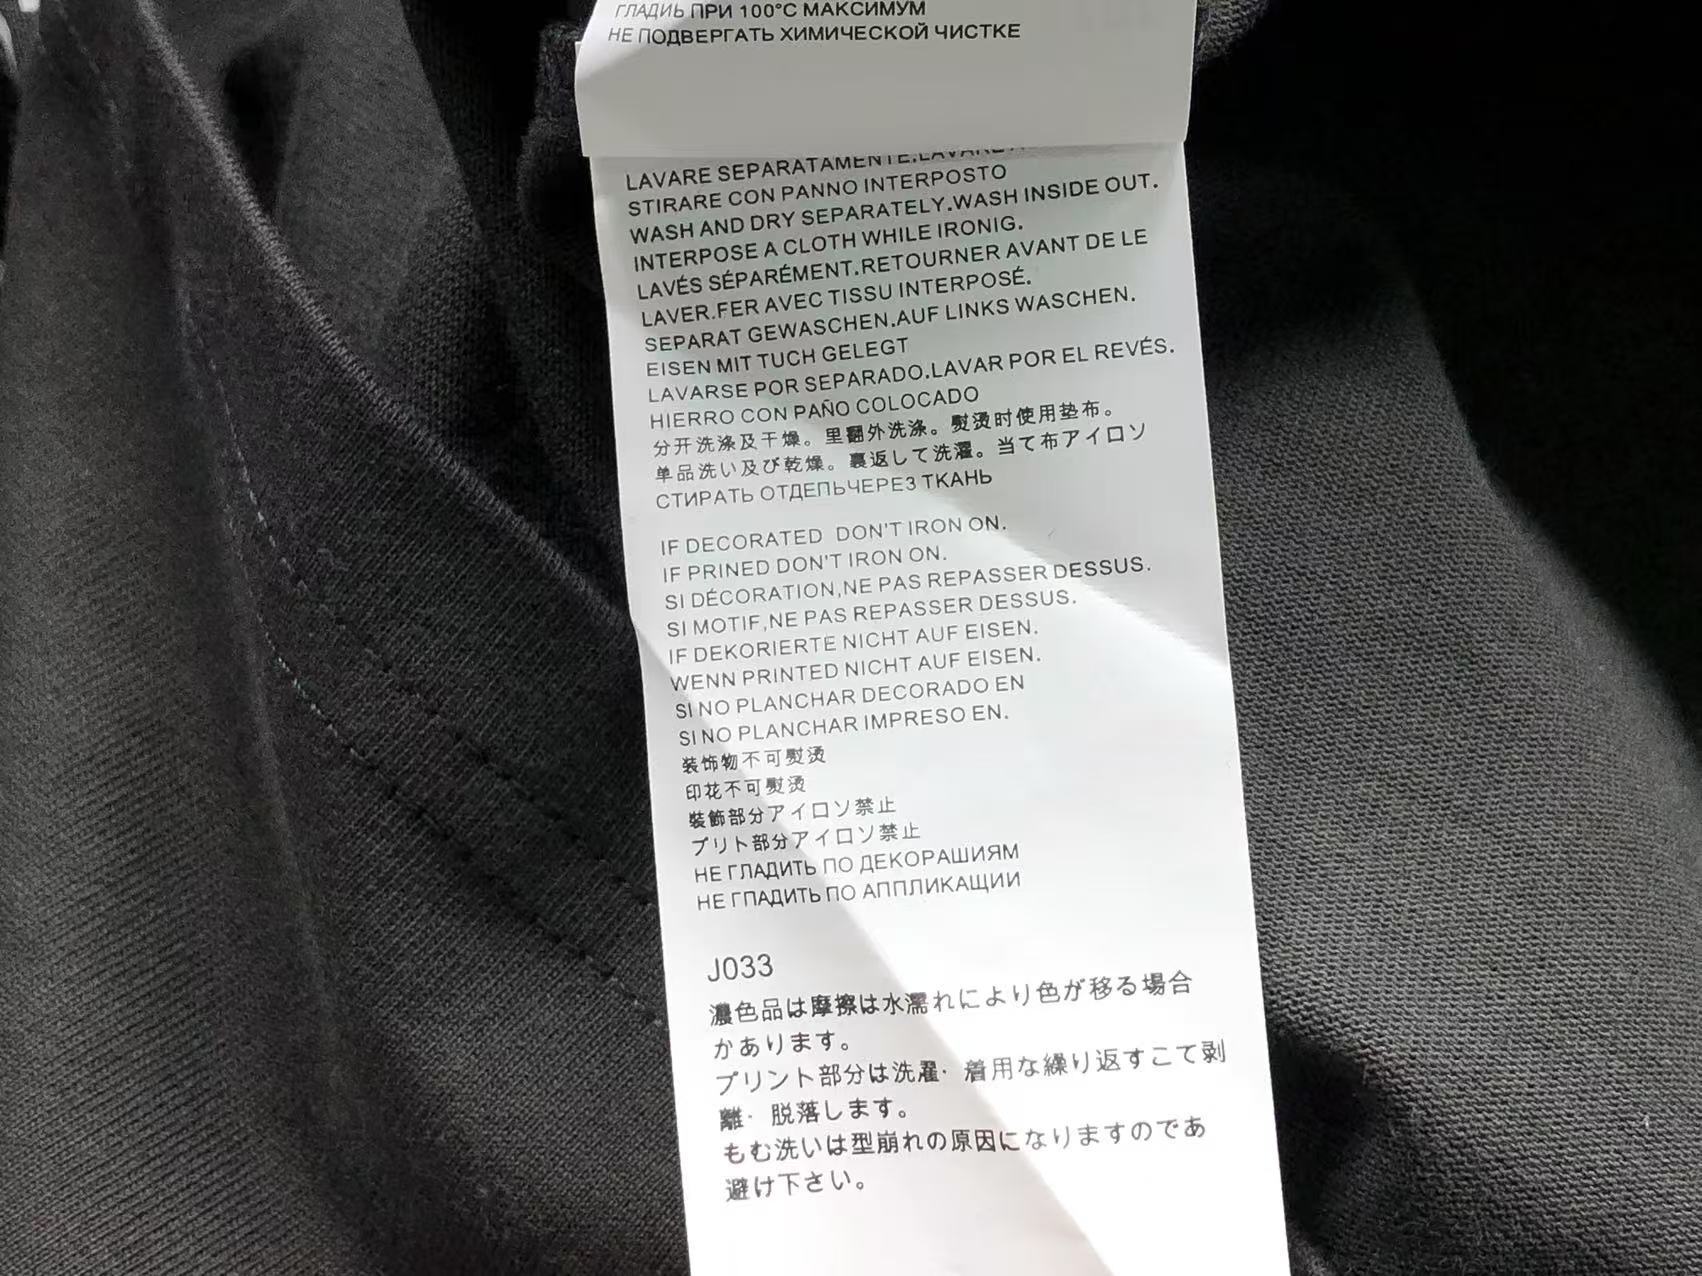 ГЛАДИЬ ПРИ 100°C МАКСИМУМ
НЕ ПОДВЕРГАТЬ ХИМИЧЕСКОЙ ЧИСТКЕ
LAVARE SEPARATAMENTE.LAVARE
STIRARE CON PANNO INTERPOSTO
WASH AND DRY SEPARATELY.WASH INSIDE OUT.
INTERPOSE A CLOTH WHILE IRONIG.
LAVÉS SÉPARÉMENT.RETOURNER AVANT DE LE
LAVER.FER AVEC TISSU INTERPOSÉ.
SEPARAT GEWASCHEN.AUF LINKS WASCHEN.
EISEN MIT TUCH GELEGT
LAVARSE POR SEPARADO.LAVAR POR EL REVÉS.
HIERRO CON PAÑO COLOCADO
分开洗涤及干燥。里翻外洗涤。熨烫时使用垫布。
单品洗い及び乾燥。裏返して洗濯。当て布アイロソ
СТИРАТЬ ОТДЕПЬЧЕРЕЗ ТКАНЬ
IF DECORATED DON'T IRON ON.
IF PRINED DON'T IRON ON.
SI DÉCORATION,NE PAS REPASSER DESSUS.
SI MOTIF,NE PAS REPASSER DESSUS.
IF DEKORIERTE NICHT AUF EISEN.
WENN PRINTED NICHT AUF EISEN.
SI NO PLANCHAR DECORADO EN
SI NO PLANCHAR IMPRESO EN.
装饰物不可熨烫
印花不可熨烫
装飾部分アイロソ禁止
プリト部分アイロソ禁止
НЕ ГЛАДИТЬ ПО ДЕКОРАШИЯМ
НЕ ГПАДИТЬ ПО АППЛИКАЩИИ
J033
濃色品は摩擦は水濡れにより色が移る場合
かあります。
プリント部分は洗濯·着用な繰り返すこて剥
離·脱落します。
もむ洗いは型崩れの原因になりますのであ
避け下さい。